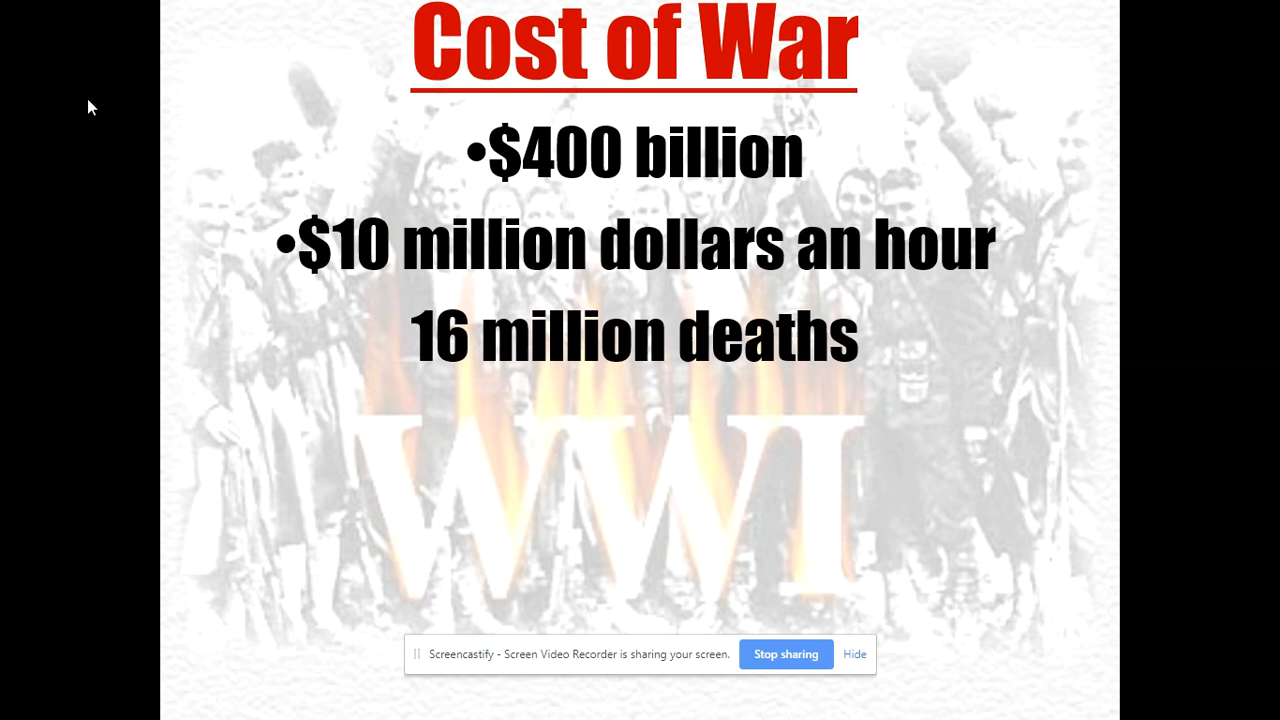 Cost of War
•$400 billion
•$10 million dollars an hour
16 million deaths
WWI
Screencastify - Screen Video Recorder is sharing your screen. Stop sharing Hide